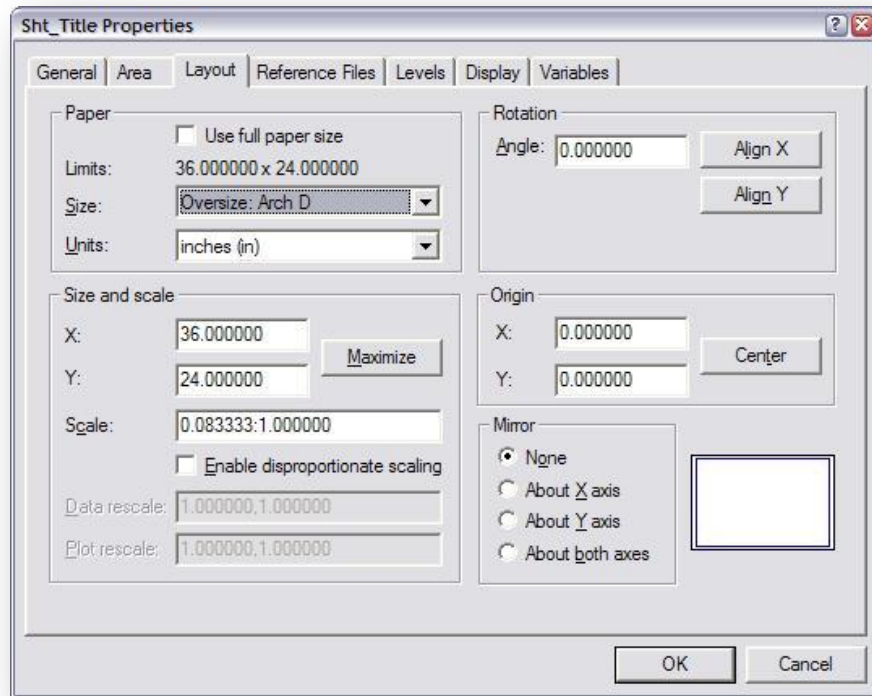 Sht_Title Properties
General Area Layout Reference Files Levels Display Variables
Paper
Use full paper size
Limits: 36.000000 x 24.000000
Size: Oversize: Arch D
Units: inches (in)
Rotation
Angle: 0.000000 Align X
Align Y
Size and scale
X: 36.000000
Maximize
Y: 24.000000
Scale: 0.083333:1.000000
Enable disproportionate scaling
Data rescale: 1.000000,1.000000
Plot rescale: 1.000000,1.000000
Origin
X: 0.000000
Center
Y: 0.000000
Mirror
None
About X axis
About Y axis
About both axes
OK Cancel